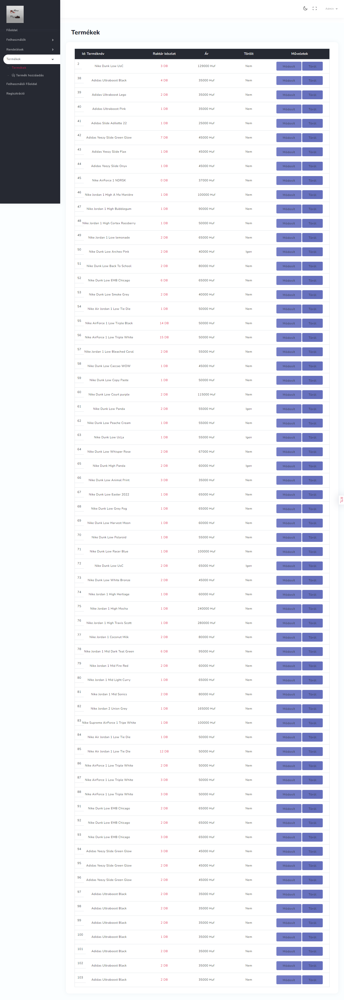 Admin
Főoldal
Felhasználók
Rendelések
Termékek
Termékek
Új Termék hozzáadás
Felhasználói Főoldal
Regisztráció
Termékek
Id: Terméknév Raktár készlet Ár Törölt Műveletek
2 Nike Dunk Low UsC 3 DB 129000 Huf Nem Módosít Töröl
38 Adidas Ultraboost Black 4 DB 35000 Huf Nem Módosít Töröl
39 Adidas Ultraboost Lego 2 DB 35000 Huf Nem Módosít Töröl
40 Adidas Ultraboost Pink 1 DB 35000 Huf Nem Módosít Töröl
41 Adidas Slide Adilette 22 1 DB 25000 Huf Nem Módosít Töröl
42 Adidas Yeezy Slide Green Glow 7 DB 45000 Huf Nem Módosít Töröl
43 Adidas Yeezy Slide Flax 1 DB 45000 Huf Nem Módosít Töröl
44 Adidas Yeezy Slide Onyx 1 DB 45000 Huf Nem Módosít Töröl
45 Nike AirForce 1 NDRSK 0 DB 37000 Huf Nem Módosít Töröl
46 Nike Jordan 1 High A Ma Maniére 1 DB 100000 Huf Nem Módosít Töröl
47 Nike Jordan 1 High Bubblegum 1 DB 90000 Huf Nem Módosít Töröl
48 Nike Jordan 1 High Cortex Rassberry 1 DB 50000 Huf Nem Módosít Töröl
49 Nike Jordan 1 Low lemonade 2 DB 65000 Huf Nem Módosít Töröl
50 Nike Dunk Low Archeo Pink 2 DB 40000 Huf Igen Módosít Töröl
51 Nike Dunk Low Back To School 2 DB 80000 Huf Nem Módosít Töröl
52 Nike Dunk Low EMB Chicago 6 DB 65000 Huf Nem Módosít Töröl
53 Nike Dunk Low Smoke Grey 2 DB 40000 Huf Nem Módosít Töröl
54 Nike Air Jordan 1 Low Tie Die 1 DB 50000 Huf Nem Módosít Töröl
55 Nike AirForce 1 Low Tirple Black 14 DB 50000 Huf Nem Módosít Töröl
56 Nike AirForce 1 Low Triple White 15 DB 50000 Huf Nem Módosít Töröl
57 Nike Jordan 1 Low Bleached Coral 2 DB 55000 Huf Nem Módosít Töröl
58 Nike Dunk Low Caccao WOW 1 DB 45000 Huf Nem Módosít Töröl
59 Nike Dunk Low Copy Paste 1 DB 50000 Huf Nem Módosít Töröl
60 Nike Dunk Low Court purple 2 DB 115000 Huf Nem Módosít Töröl
61 Nike Dunk Low Panda 2 DB 55000 Huf Igen Módosít Töröl
62 Nike Dunk Low Peache Cream 1 DB 55000 Huf Nem Módosít Töröl
63 Nike Dunk Low UcLa 1 DB 55000 Huf Igen Módosít Töröl
64 Nike Dunk Low Whisper Rose 2 DB 67000 Huf Nem Módosít Töröl
65 Nike Dunk High Panda 2 DB 60000 Huf Igen Módosít Töröl
66 Nike Dunk Low Animal Print 3 DB 35000 Huf Nem Módosít Töröl
67 Nike Dunk Low Easter 2022 1 DB 65000 Huf Nem Módosít Töröl
RTL
68 Nike Dunk Low Grey Fog 1 DB 65000 Huf Nem Módosít Töröl
69 Nike Dunk Low Harvest Moon 1 DB 60000 Huf Nem Módosít Töröl
70 Nike Dunk Low Polaroid 1 DB 55000 Huf Nem Módosít Töröl
71 Nike Dunk Low Racer Blue 1 DB 100000 Huf Nem Módosít Töröl
72 Nike Dunk Low UsC 2 DB 65000 Huf Igen Módosít Töröl
73 Nike Dunk Low White Bronze 2 DB 45000 Huf Nem Módosít Töröl
74 Nike Jordan 1 High Hertiage 1 DB 60000 Huf Nem Módosít Töröl
75 Nike Jordan 1 High Mocha 1 DB 240000 Huf Nem Módosít Töröl
76 Nike Jordan 1 High Travis Scott 1 DB 280000 Huf Nem Módosít Töröl
77 Nike Jordan 1 Coconut Milk 2 DB 80000 Huf Nem Módosít Töröl
78 Nike Jordan 1 Mid Dark Teal Green 6 DB 95000 Huf Nem Módosít Töröl
79 Nike Jordan 1 Mid Fire Red 2 DB 60000 Huf Nem Módosít Töröl
80 NIke Jordan 1 Mid Light Curry 1 DB 65000 Huf Nem Módosít Töröl
81 Nike Jordan 1 Mid Sonics 2 DB 80000 Huf Nem Módosít Töröl
82 Nike Jordan 2 Union Grey 1 DB 165000 Huf Nem Módosít Töröl
83 Nike Supreme AirForce 1 Tripe White 1 DB 100000 Huf Nem Módosít Töröl
84 Nike Air Jordan 1 Low Tie Die 1 DB 50000 Huf Nem Módosít Töröl
85 Nike Air Jordan 1 Low Tie Die 12 DB 50000 Huf Nem Módosít Töröl
86 Nike AirForce 1 Low Triple White 2 DB 50000 Huf Nem Módosít Töröl
87 Nike AirForce 1 Low Triple White 3 DB 50000 Huf Nem Módosít Töröl
88 Nike AirForce 1 Low Triple White 3 DB 50000 Huf Nem Módosít Töröl
91 Nike Dunk Low EMB Chicago 2 DB 65000 Huf Nem Módosít Töröl
92 Nike Dunk Low EMB Chicago 2 DB 65000 Huf Nem Módosít Töröl
93 Nike Dunk Low EMB Chicago 3 DB 65000 Huf Nem Módosít Töröl
94 Adidas Yeezy Slide Green Glow 3 DB 45000 Huf Nem Módosít Töröl
95 Adidas Yeezy Slide Green Glow 2 DB 45000 Huf Nem Módosít Töröl
96 Adidas Yeezy Slide Green Glow 2 DB 45000 Huf Nem Módosít Töröl
97 Adidas Ultraboost Black 2 DB 35000 Huf Nem Módosít Töröl
98 Adidas Ultraboost Black 2 DB 35000 Huf Nem Módosít Töröl
99 Adidas Ultraboost Black 2 DB 35000 Huf Nem Módosít Töröl
100 Adidas Ultraboost Black 1 DB 35000 Huf Nem Módosít Töröl
101 Adidas Ultraboost Black 2 DB 35000 Huf Nem Módosít Töröl
102 Adidas Ultraboost Black 2 DB 35000 Huf Nem Módosít Töröl
103 Adidas Ultraboost Black 2 DB 35000 Huf Nem Módosít Töröl